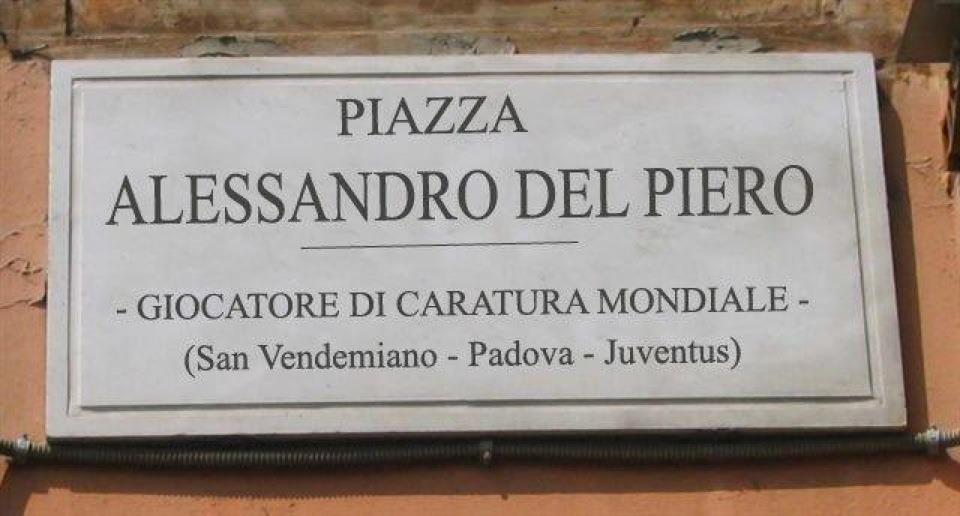 PIAZZA
ALESSANDRO DEL PIERO
- GIOCATORE DI CARATURA MONDIALE -
(San Vendemiano - Padova - Juventus)